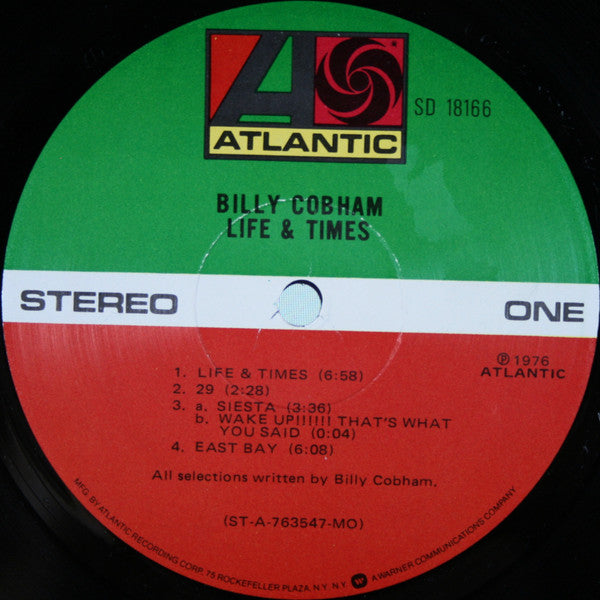 ATLANTIC
SD 18166
BILLY COBHAM
LIFE & TIMES
STEREO
ONE
℗ 1976
ATLANTIC
1. LIFE & TIMES (6:58)
2. 29 (2:28)
3. a. SIESTA (3:36)
b. WAKE UP!!!!!! THAT'S WHAT
YOU SAID (0:04)
4. EAST BAY (6:08)
All selections written by Billy Cobham.
(ST-A-763547-MO)
MFG. BY ATLANTIC RECORDING CORP. 75 ROCKEFELLER PLAZA, N.Y. N.Y. A WARNER COMMUNICATIONS COMPANY